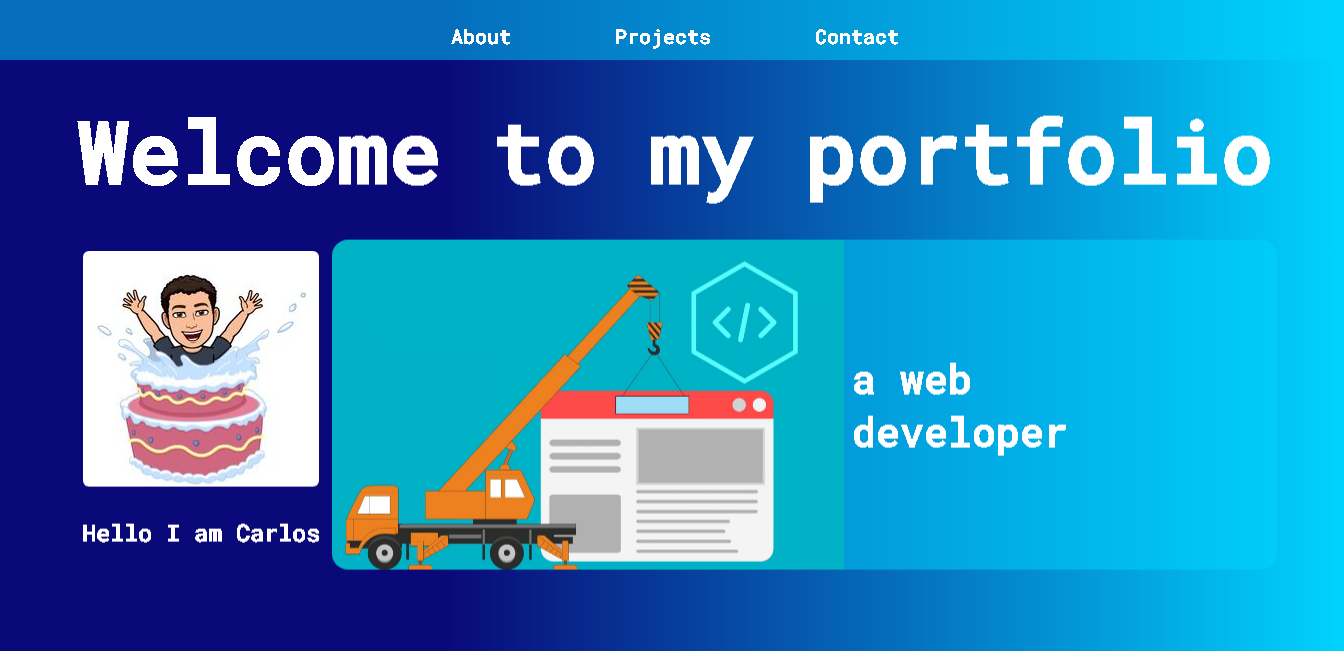 About Projects Contact
Welcome to my portfolio
</>
a web
developer
Hello I am Carlos